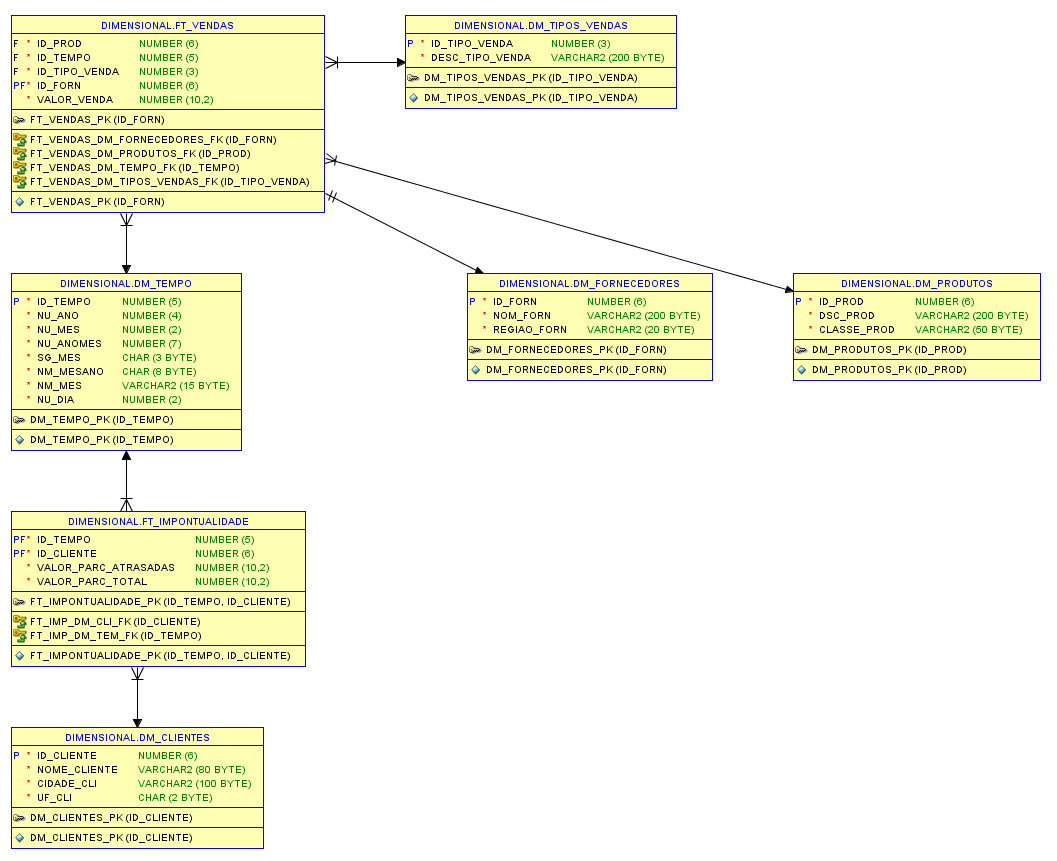 DIMENSIONAL.FT_VENDAS
F * ID_PROD NUMBER (6)
F * ID_TEMPO NUMBER (5)
F * ID_TIPO_VENDA NUMBER (3)
PF* ID_FORN NUMBER (6)
* VALOR_VENDA NUMBER (10,2)
FT_VENDAS_PK (ID_FORN)
FT_VENDAS_DM_FORNECEDORES_FK (ID_FORN)
FT_VENDAS_DM_PRODUTOS_FK (ID_PROD)
FT_VENDAS_DM_TEMPO_FK (ID_TEMPO)
FT_VENDAS_DM_TIPOS_VENDAS_FK (ID_TIPO_VENDA)
FT_VENDAS_PK (ID_FORN)
DIMENSIONAL.DM_TIPOS_VENDAS
P * ID_TIPO_VENDA NUMBER (3)
* DESC_TIPO_VENDA VARCHAR2 (200 BYTE)
DM_TIPOS_VENDAS_PK (ID_TIPO_VENDA)
DM_TIPOS_VENDAS_PK (ID_TIPO_VENDA)
DIMENSIONAL.DM_TEMPO
P * ID_TEMPO NUMBER (5)
* NU_ANO NUMBER (4)
* NU_MES NUMBER (2)
* NU_ANOMES NUMBER (7)
* SG_MES CHAR (3 BYTE)
* NM_MESANO CHAR (8 BYTE)
* NM_MES VARCHAR2 (15 BYTE)
* NU_DIA NUMBER (2)
DM_TEMPO_PK (ID_TEMPO)
DM_TEMPO_PK (ID_TEMPO)
DIMENSIONAL.DM_FORNECEDORES
P * ID_FORN NUMBER (6)
* NOM_FORN VARCHAR2 (200 BYTE)
* REGIAO_FORN VARCHAR2 (20 BYTE)
DM_FORNECEDORES_PK (ID_FORN)
DM_FORNECEDORES_PK (ID_FORN)
DIMENSIONAL.DM_PRODUTOS
P * ID_PROD NUMBER (6)
* DSC_PROD VARCHAR2 (200 BYTE)
* CLASSE_PROD VARCHAR2 (50 BYTE)
DM_PRODUTOS_PK (ID_PROD)
DM_PRODUTOS_PK (ID_PROD)
DIMENSIONAL.FT_IMPONTUALIDADE
PF* ID_TEMPO NUMBER (5)
PF* ID_CLIENTE NUMBER (6)
* VALOR_PARC_ATRASADAS NUMBER (10,2)
* VALOR_PARC_TOTAL NUMBER (10,2)
FT_IMPONTUALIDADE_PK (ID_TEMPO, ID_CLIENTE)
FT_IMP_DM_CLI_FK (ID_CLIENTE)
FT_IMP_DM_TEM_FK (ID_TEMPO)
FT_IMPONTUALIDADE_PK (ID_TEMPO, ID_CLIENTE)
DIMENSIONAL.DM_CLIENTES
P * ID_CLIENTE NUMBER (6)
* NOME_CLIENTE VARCHAR2 (80 BYTE)
* CIDADE_CLI VARCHAR2 (100 BYTE)
* UF_CLI CHAR (2 BYTE)
DM_CLIENTES_PK (ID_CLIENTE)
DM_CLIENTES_PK (ID_CLIENTE)